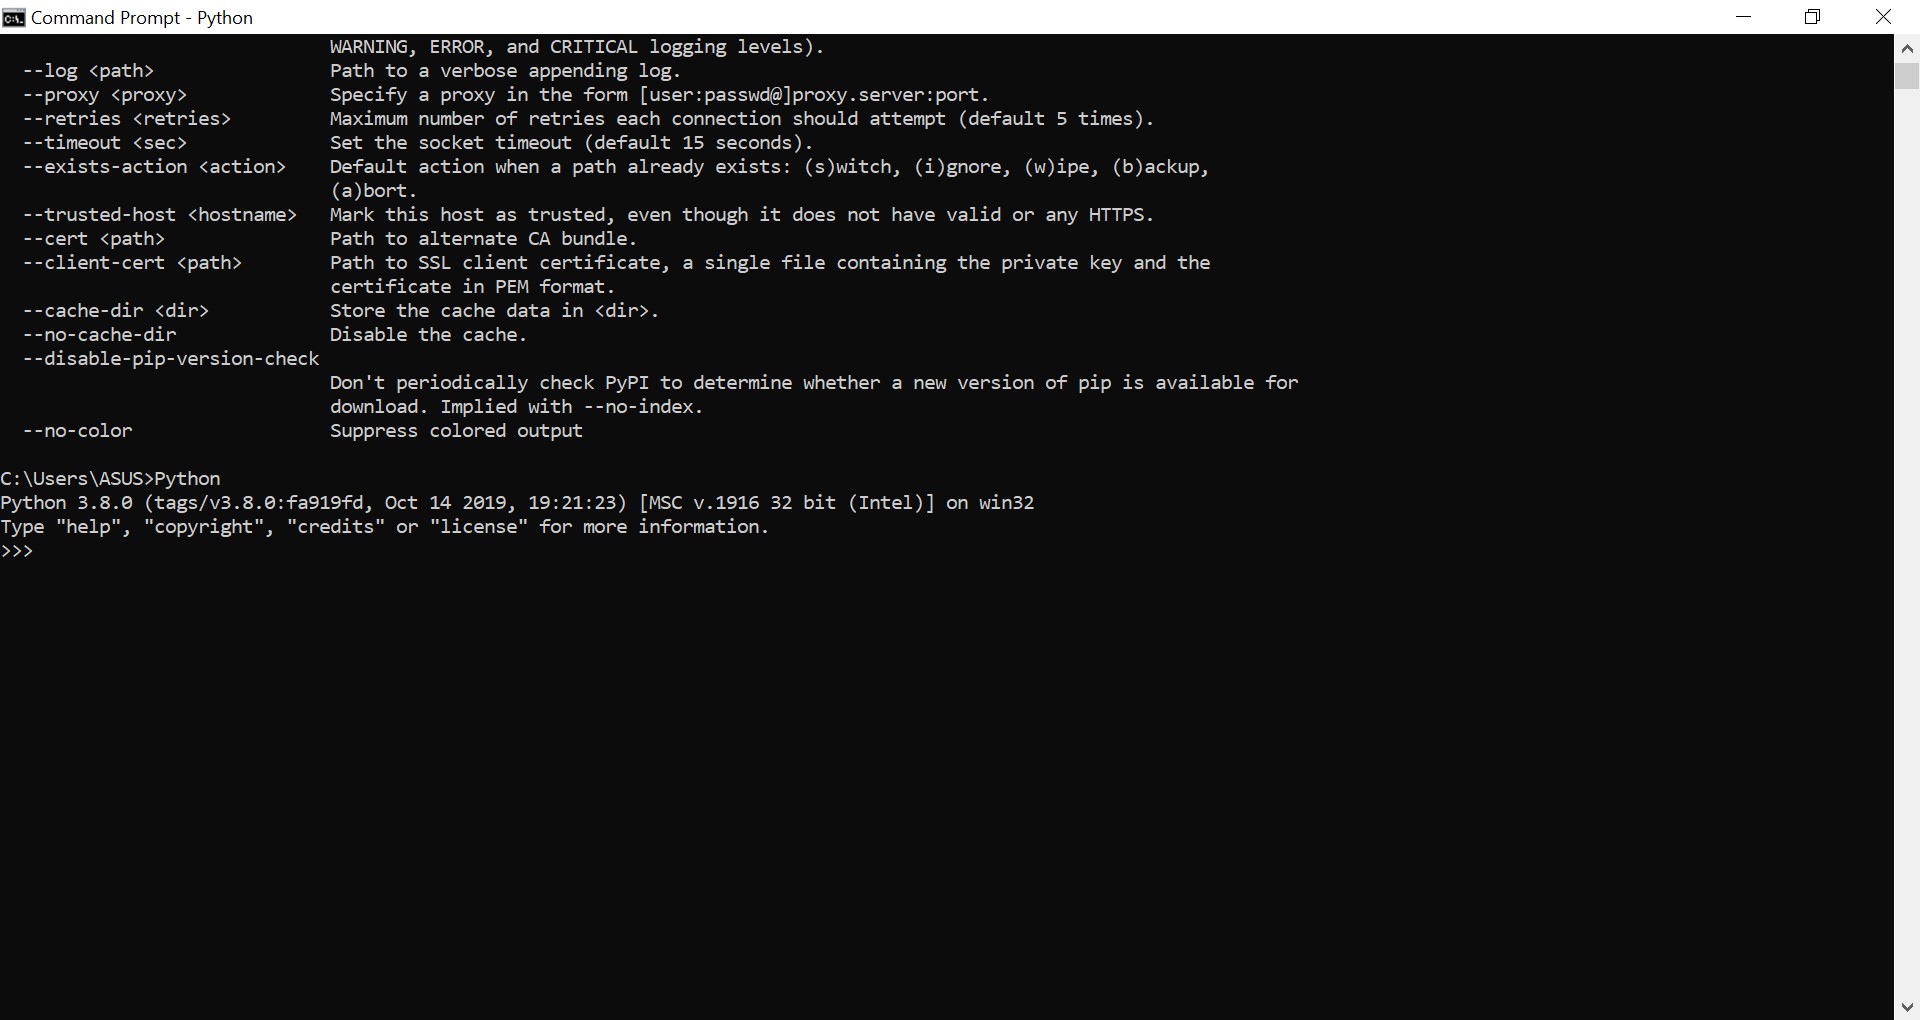 Command Prompt - Python
WARNING, ERROR, and CRITICAL logging levels).
--log <path> Path to a verbose appending log.
--proxy <proxy> Specify a proxy in the form [user:passwd@]proxy.server:port.
--retries <retries> Maximum number of retries each connection should attempt (default 5 times).
--timeout <sec> Set the socket timeout (default 15 seconds).
--exists-action <action> Default action when a path already exists: (s)witch, (i)gnore, (w)ipe, (b)ackup,
(a)bort.
--trusted-host <hostname> Mark this host as trusted, even though it does not have valid or any HTTPS.
--cert <path> Path to alternate CA bundle.
--client-cert <path> Path to SSL client certificate, a single file containing the private key and the
certificate in PEM format.
--cache-dir <dir> Store the cache data in <dir>.
--no-cache-dir Disable the cache.
--disable-pip-version-check
Don't periodically check PyPI to determine whether a new version of pip is available for
download. Implied with --no-index.
--no-color Suppress colored output
C:\Users\ASUS>Python
Python 3.8.0 (tags/v3.8.0:fa919fd, Oct 14 2019, 19:21:23) [MSC v.1916 32 bit (Intel)] on win32
Type "help", "copyright", "credits" or "license" for more information.
>>>